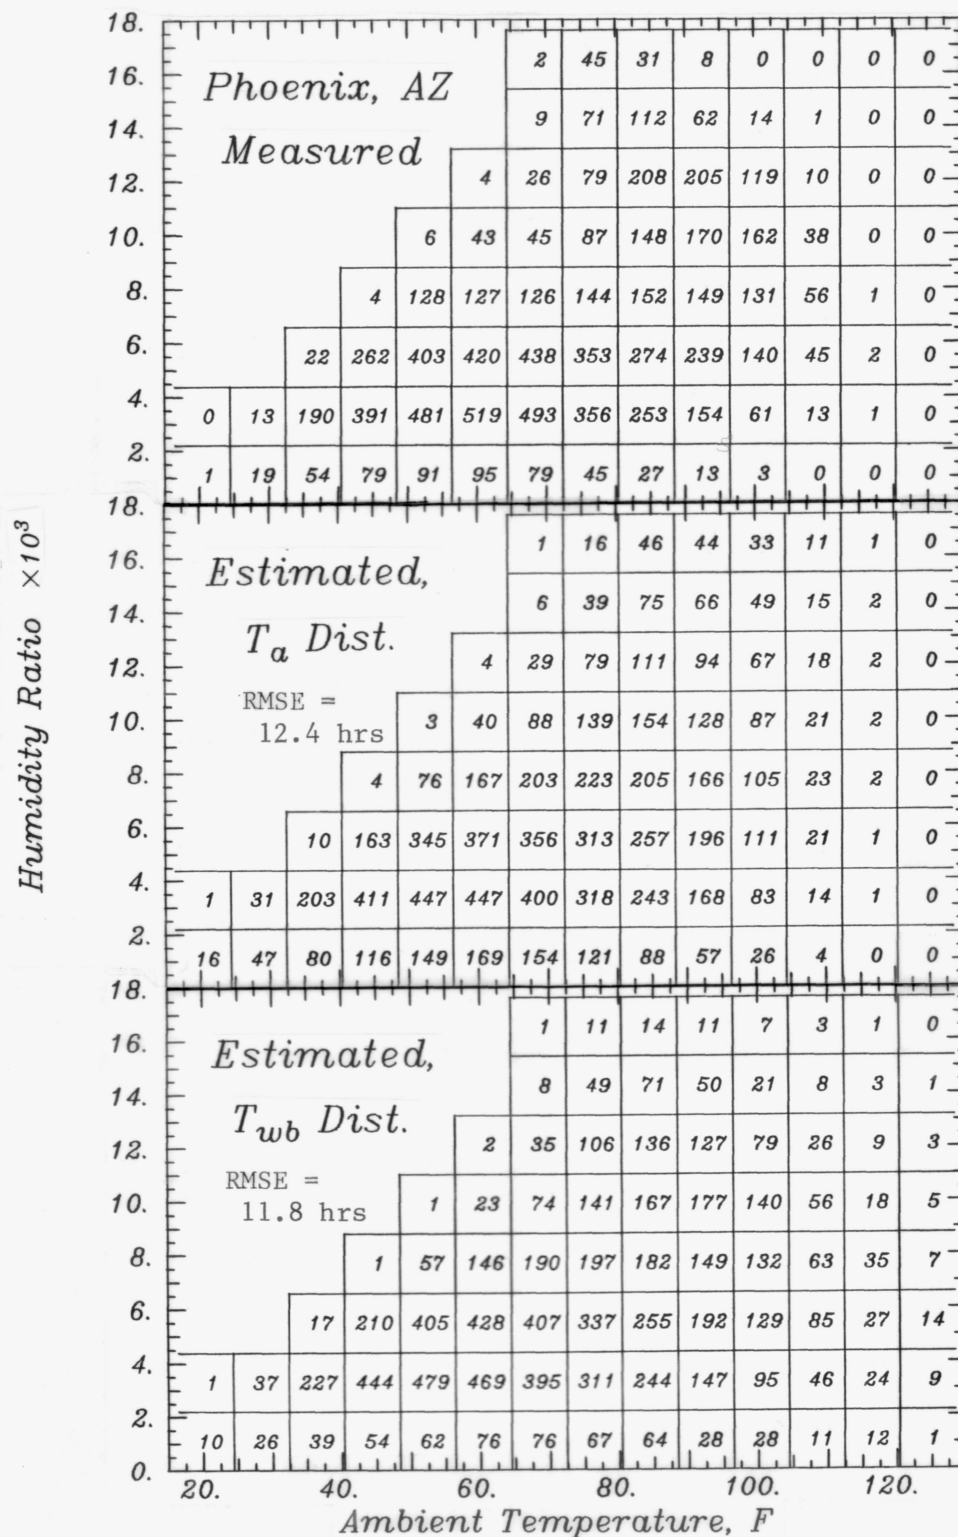 18.
2 45 31 8 0 0 0 0
16.
Phoenix, AZ
9 71 112 62 14 1 0 0
14.
Measured
4 26 79 208 205 119 10 0 0
12.
6 43 45 87 148 170 162 38 0 0
10.
4 128 127 126 144 152 149 131 56 1 0
8.
22 262 403 420 438 353 274 239 140 45 2 0
6.
0 13 190 391 481 519 493 356 253 154 61 13 1 0
4.
1 19 54 79 91 95 79 45 27 13 3 0 0 0
2.
18.
1 16 46 44 33 11 1 0
16.
Estimated,
6 39 75 66 49 15 2 0
14.
Ta Dist.
4 29 79 111 94 67 18 2 0
12.
RMSE =
12.4 hrs
3 40 88 139 154 128 87 21 2 0
10.
4 76 167 203 223 205 166 105 23 2 0
8.
10 163 345 371 356 313 257 196 111 21 1 0
6.
1 31 203 411 447 447 400 318 243 168 83 14 1 0
4.
16 47 80 116 149 169 154 121 88 57 26 4 0 0
2.
18.
1 11 14 11 7 3 1 0
16.
Estimated,
8 49 71 50 21 8 3 1
14.
Twb Dist.
2 35 106 136 127 79 26 9 3
12.
RMSE =
11.8 hrs
1 23 74 141 167 177 140 56 18 5
10.
1 57 146 190 197 182 149 132 63 35 7
8.
17 210 405 428 407 337 255 192 129 85 27 14
6.
1 37 227 444 479 469 395 311 244 147 95 46 24 9
4.
10 26 39 54 62 76 76 67 64 28 28 11 12 1
2.
0.
20. 40. 60. 80. 100. 120.
Ambient Temperature, F
Humidity Ratio ×10³